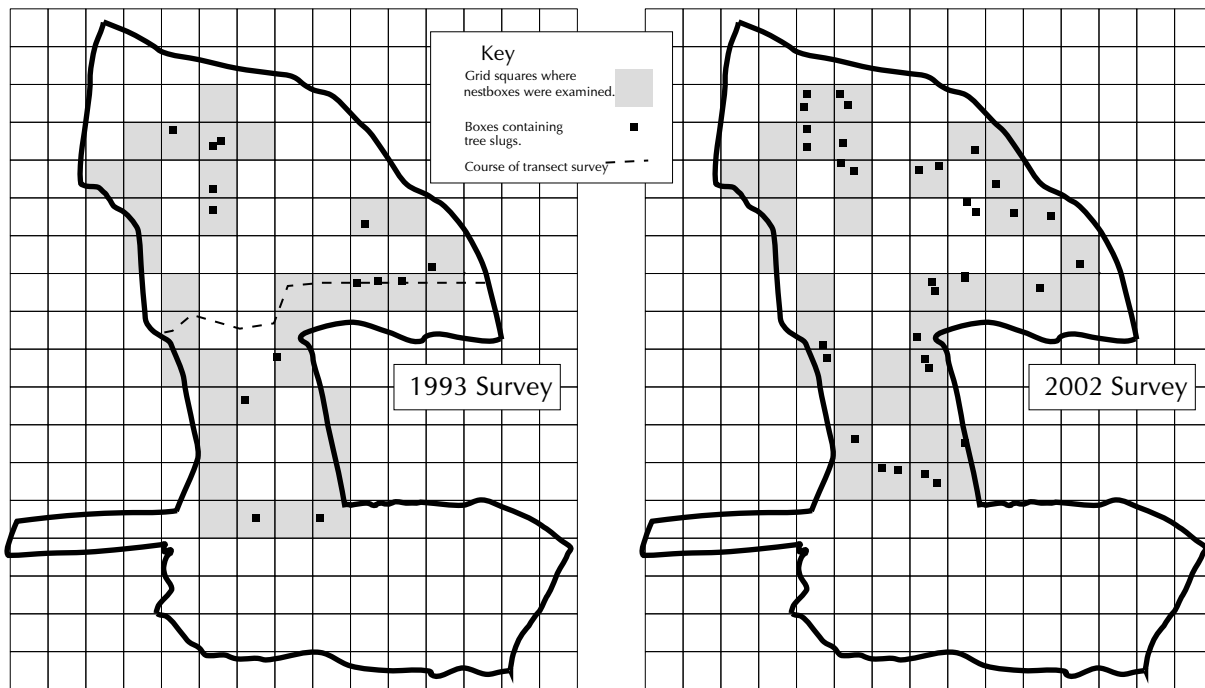 Key
Grid squares where
nestboxes were examined.
Boxes containing
tree slugs.
Course of transect survey
1993 Survey
2002 Survey